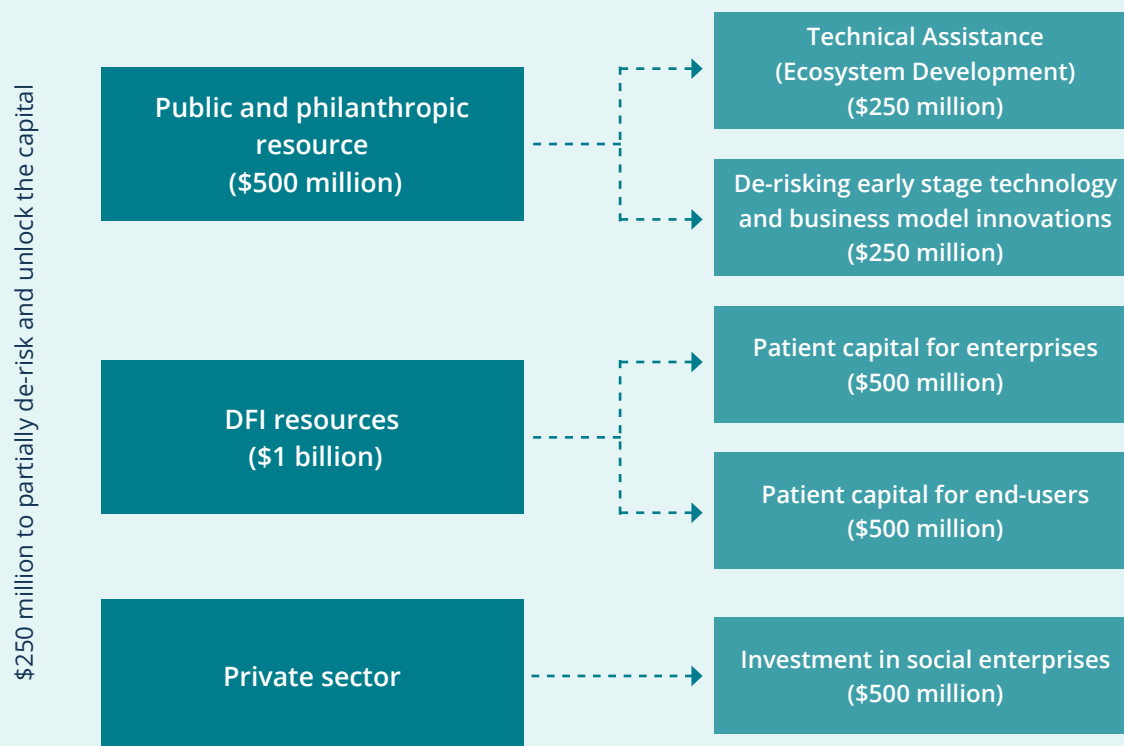 $250 million to partially de-risk and unlock the capital
Public and philanthropic
resource
($500 million)
Technical Assistance
(Ecosystem Development)
($250 million)
De-risking early stage technology
and business model innovations
($250 million)
DFI resources
($1 billion)
Patient capital for enterprises
($500 million)
Patient capital for end-users
($500 million)
Private sector
Investment in social enterprises
($500 million)